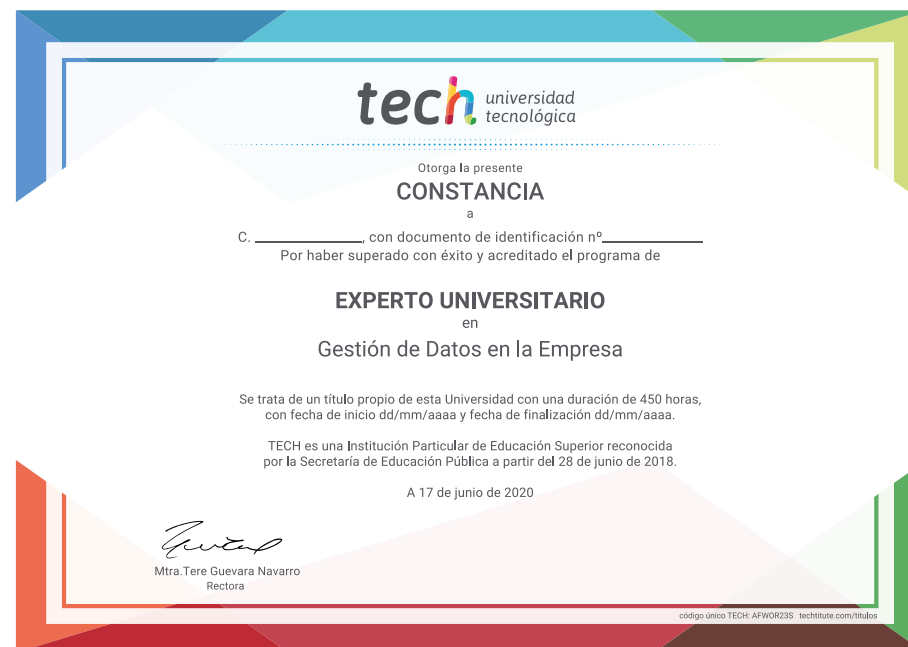 tech universidad
tecnológica
Otorga la presente
CONSTANCIA
a
C. ____________, con documento de identificación nº____________
Por haber superado con éxito y acreditado el programa de
EXPERTO UNIVERSITARIO
en
Gestión de Datos en la Empresa
Se trata de un título propio de esta Universidad con una duración de 450 horas,
con fecha de inicio dd/mm/aaaa y fecha de finalización dd/mm/aaaa.
TECH es una Institución Particular de Educación Superior reconocida
por la Secretaría de Educación Pública a partir del 28 de junio de 2018.
A 17 de junio de 2020
Mtra.Tere Guevara Navarro
Rectora
código único TECH: AFWOR23S techtitute.com/titulos